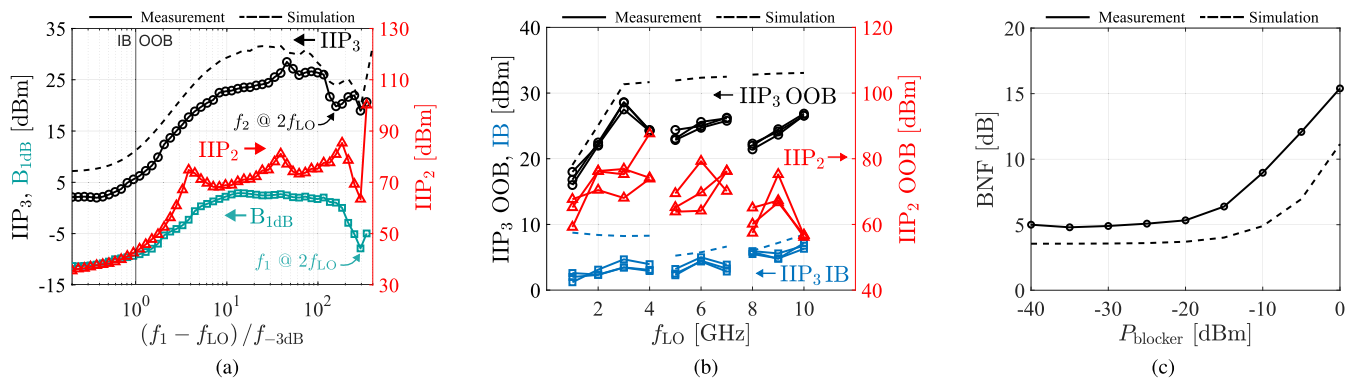 Measurement Simulation
IB OOB
IIP3
f2 @ 2fLO
IIP2
B1dB
f1 @ 2fLO
IIP3, B1dB [dBm]
35
25
15
5
-5
-15
IIP2 [dBm]
130
110
90
70
50
30
10^0 10^1 10^2
(f1 − fLO)/f−3dB
(a)
Measurement Simulation
IIP3 OOB
IIP2
IIP3 IB
IIP3 OOB, IB [dBm]
40
30
20
10
0
IIP2 OOB [dBm]
120
100
80
60
40
2 4 6 8 10
fLO [GHz]
(b)
Measurement Simulation
BNF [dB]
20
15
10
5
0
-40 -30 -20 -10 0
Pblocker [dBm]
(c)